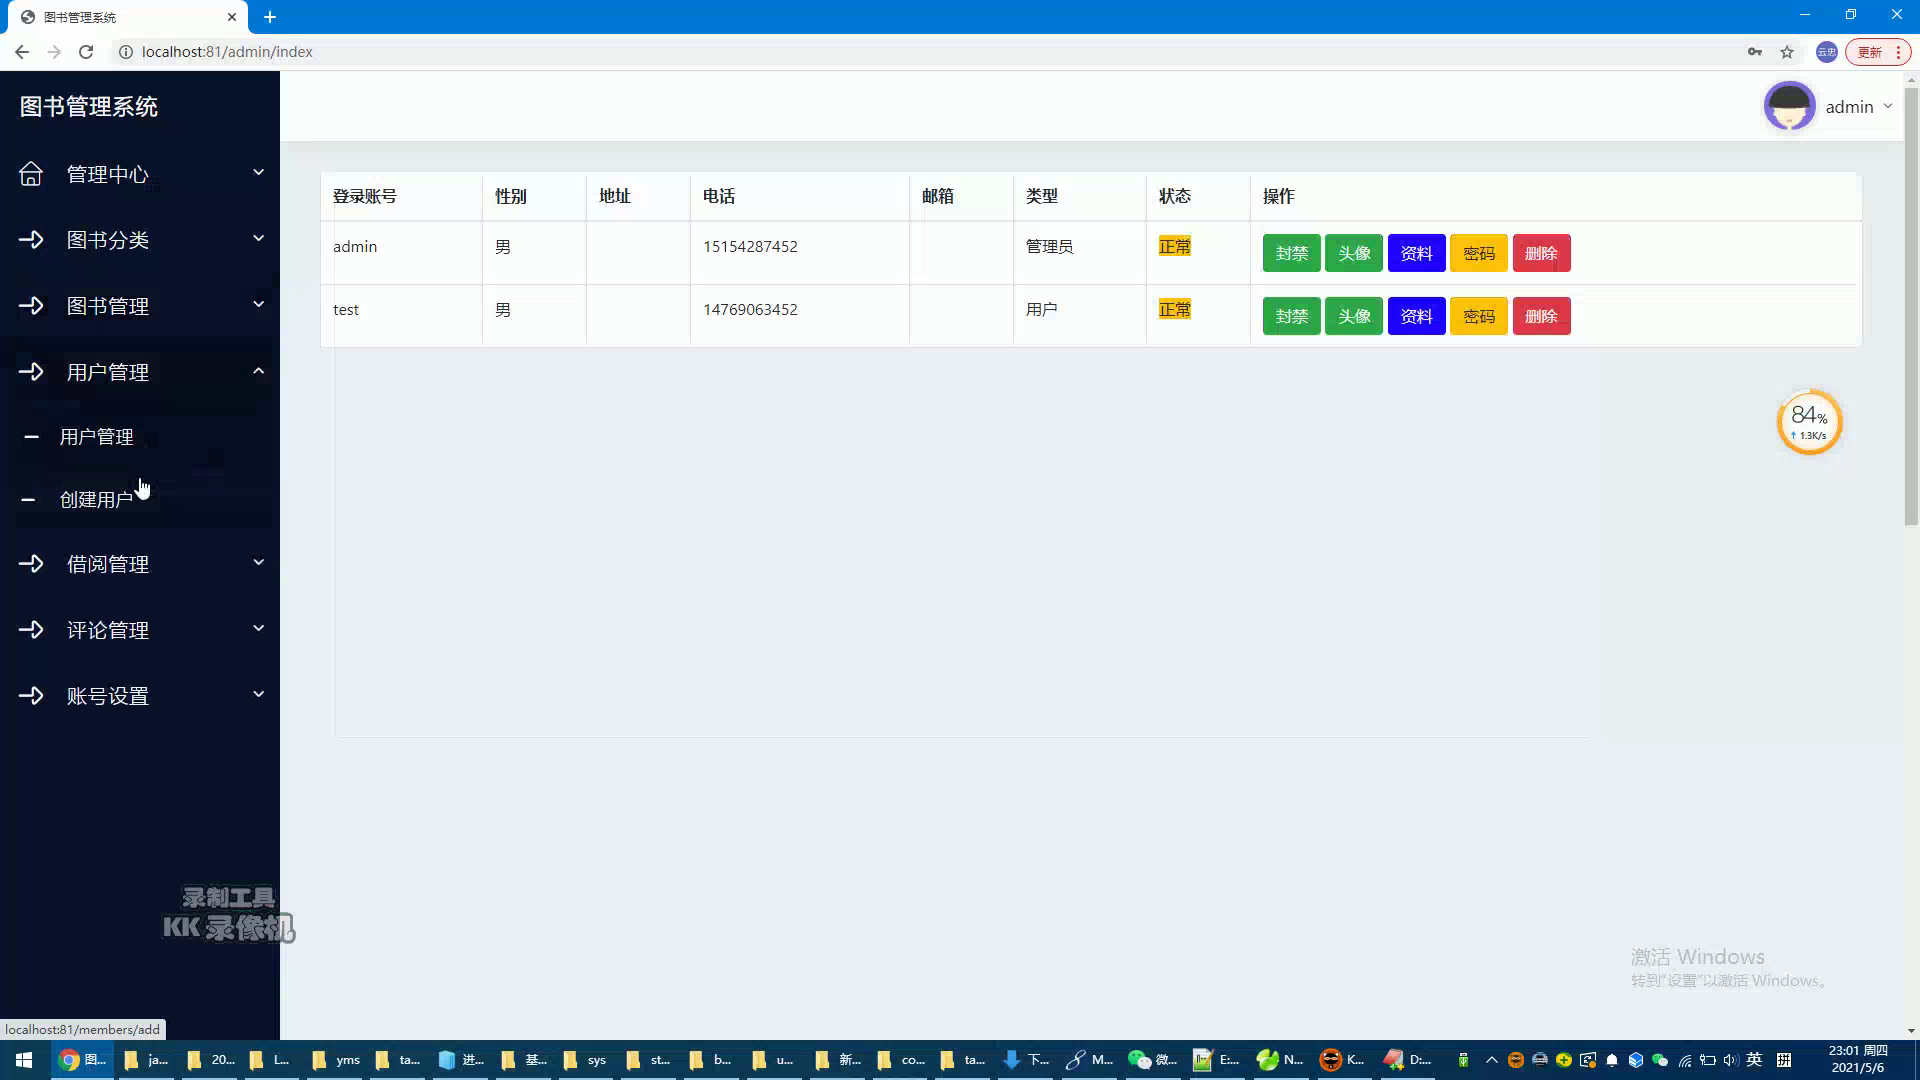 图书管理系统
localhost:81/admin/index
云忠
更新
图书管理系统
admin
管理中心
图书分类
图书管理
用户管理
用户管理
创建用户
借阅管理
评论管理
账号设置
登录账号 性别 地址 电话 邮箱 类型 状态 操作
admin 男 15154287452 管理员 正常 封禁 头像 资料 密码 删除
test 男 14769063452 用户 正常 封禁 头像 资料 密码 删除
84%
↑ 1.3K/s
录制工具
KK 录像机
激活 Windows
转到“设置”以激活 Windows。
localhost:81/members/add
图... ja... 20... L... yms ta... 进... 基... sys st... b... u... 新... co... ta... 下... M... 微... E:... N... K... D:... 英 拼
23:01 周四
2021/5/6